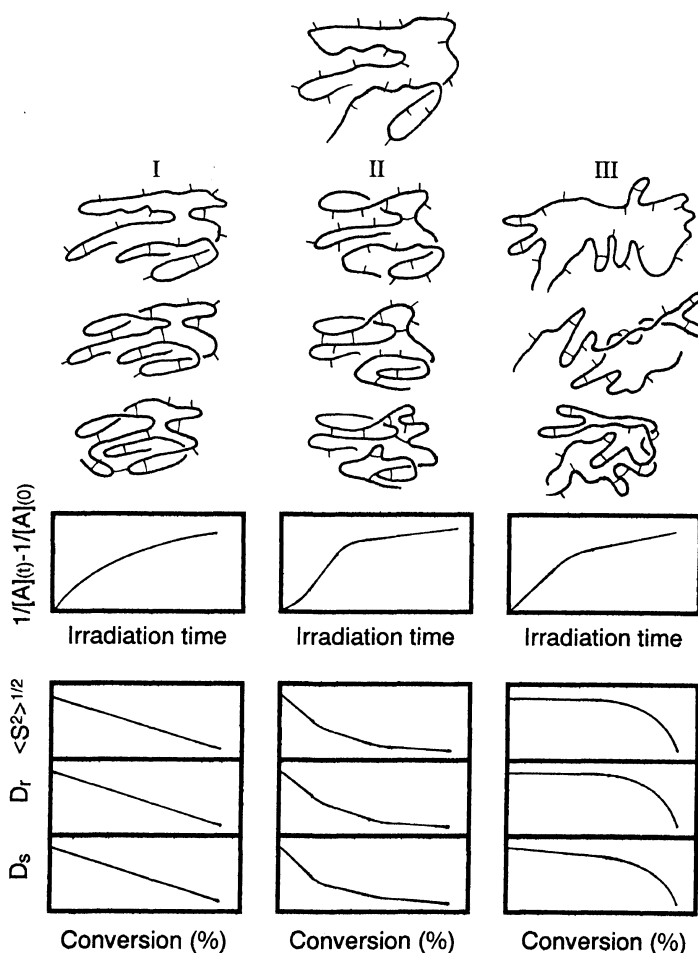 I II III
1/[A](t)-1/[A](0)
Irradiation time Irradiation time Irradiation time
<S²>1/2
Dr
Ds
Conversion (%) Conversion (%) Conversion (%)